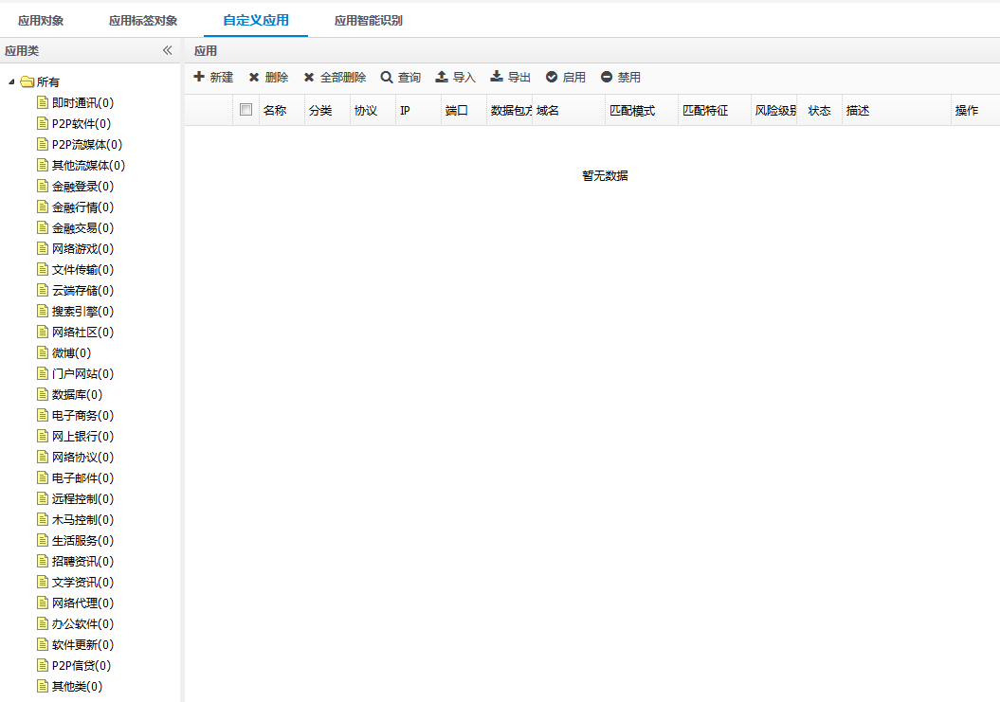 应用对象 应用标签对象 自定义应用 应用智能识别
应用类
所有
即时通讯(0)
P2P软件(0)
P2P流媒体(0)
其他流媒体(0)
金融登录(0)
金融行情(0)
金融交易(0)
网络游戏(0)
文件传输(0)
云端存储(0)
搜索引擎(0)
网络社区(0)
微博(0)
门户网站(0)
数据库(0)
电子商务(0)
网上银行(0)
网络协议(0)
电子邮件(0)
远程控制(0)
木马控制(0)
生活服务(0)
招聘资讯(0)
文学资讯(0)
网络代理(0)
办公软件(0)
软件更新(0)
P2P信贷(0)
其他类(0)
应用
新建 删除 全部删除 查询 导入 导出 启用 禁用
名称 分类 协议 IP 端口 数据包方 域名 匹配模式 匹配特征 风险级别 状态 描述 操作
暂无数据